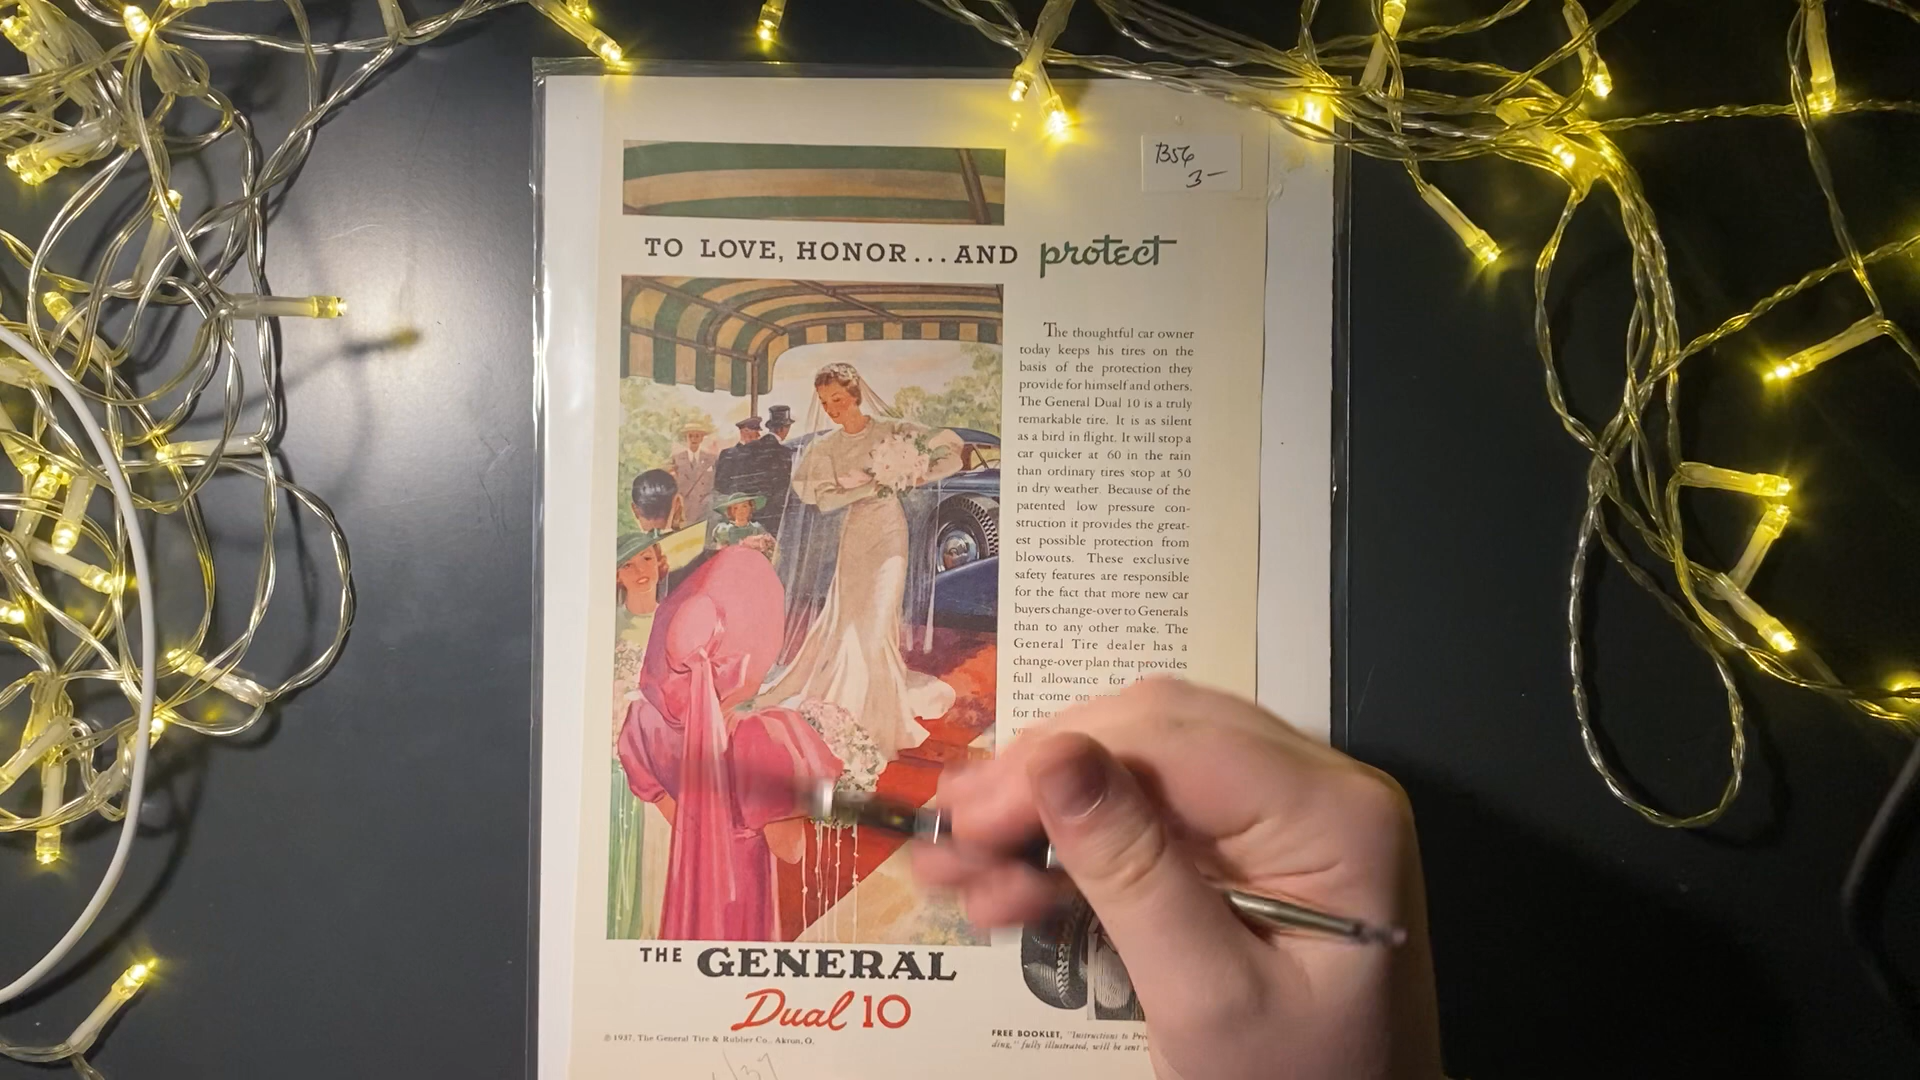 B56
3—
TO LOVE, HONOR...AND protect
The thoughtful car owner
today keeps his tires on the
basis of the protection they
provide for himself and others.
The General Dual 10 is a truly
remarkable tire. It is as silent
as a bird in flight. It will stop a
car quicker at 60 in the rain
than ordinary tires stop at 50
in dry weather. Because of the
patented low pressure con-
struction it provides the great-
est possible protection from
blowouts. These exclusive
safety features are responsible
for the fact that more new car
buyers change-over to Generals
than to any other make. The
General Tire dealer has a
change-over plan that provides
full allowance for
that come on
for the
THE GENERAL
Dual 10
© 1937, The General Tire & Rubber Co., Akron, O.
FREE BOOKLET, "Instructions to
ding," fully illustrated, will be sent